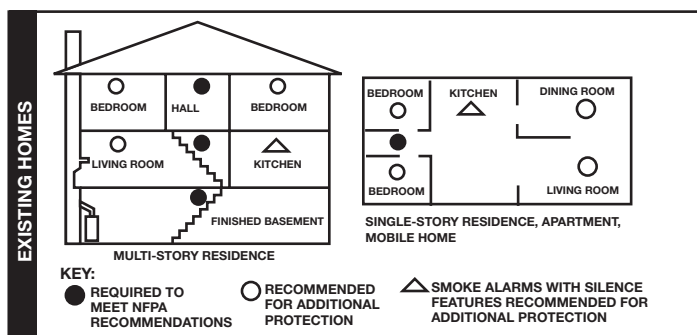 EXISTING HOMES
BEDROOM
HALL
BEDROOM
LIVING ROOM
KITCHEN
FINISHED BASEMENT
MULTI-STORY RESIDENCE
BEDROOM
KITCHEN
DINING ROOM
BEDROOM
LIVING ROOM
SINGLE-STORY RESIDENCE, APARTMENT,
MOBILE HOME
KEY:
REQUIRED TO
MEET NFPA
RECOMMENDATIONS
RECOMMENDED
FOR ADDITIONAL
PROTECTION
SMOKE ALARMS WITH SILENCE
FEATURES RECOMMENDED FOR
ADDITIONAL PROTECTION